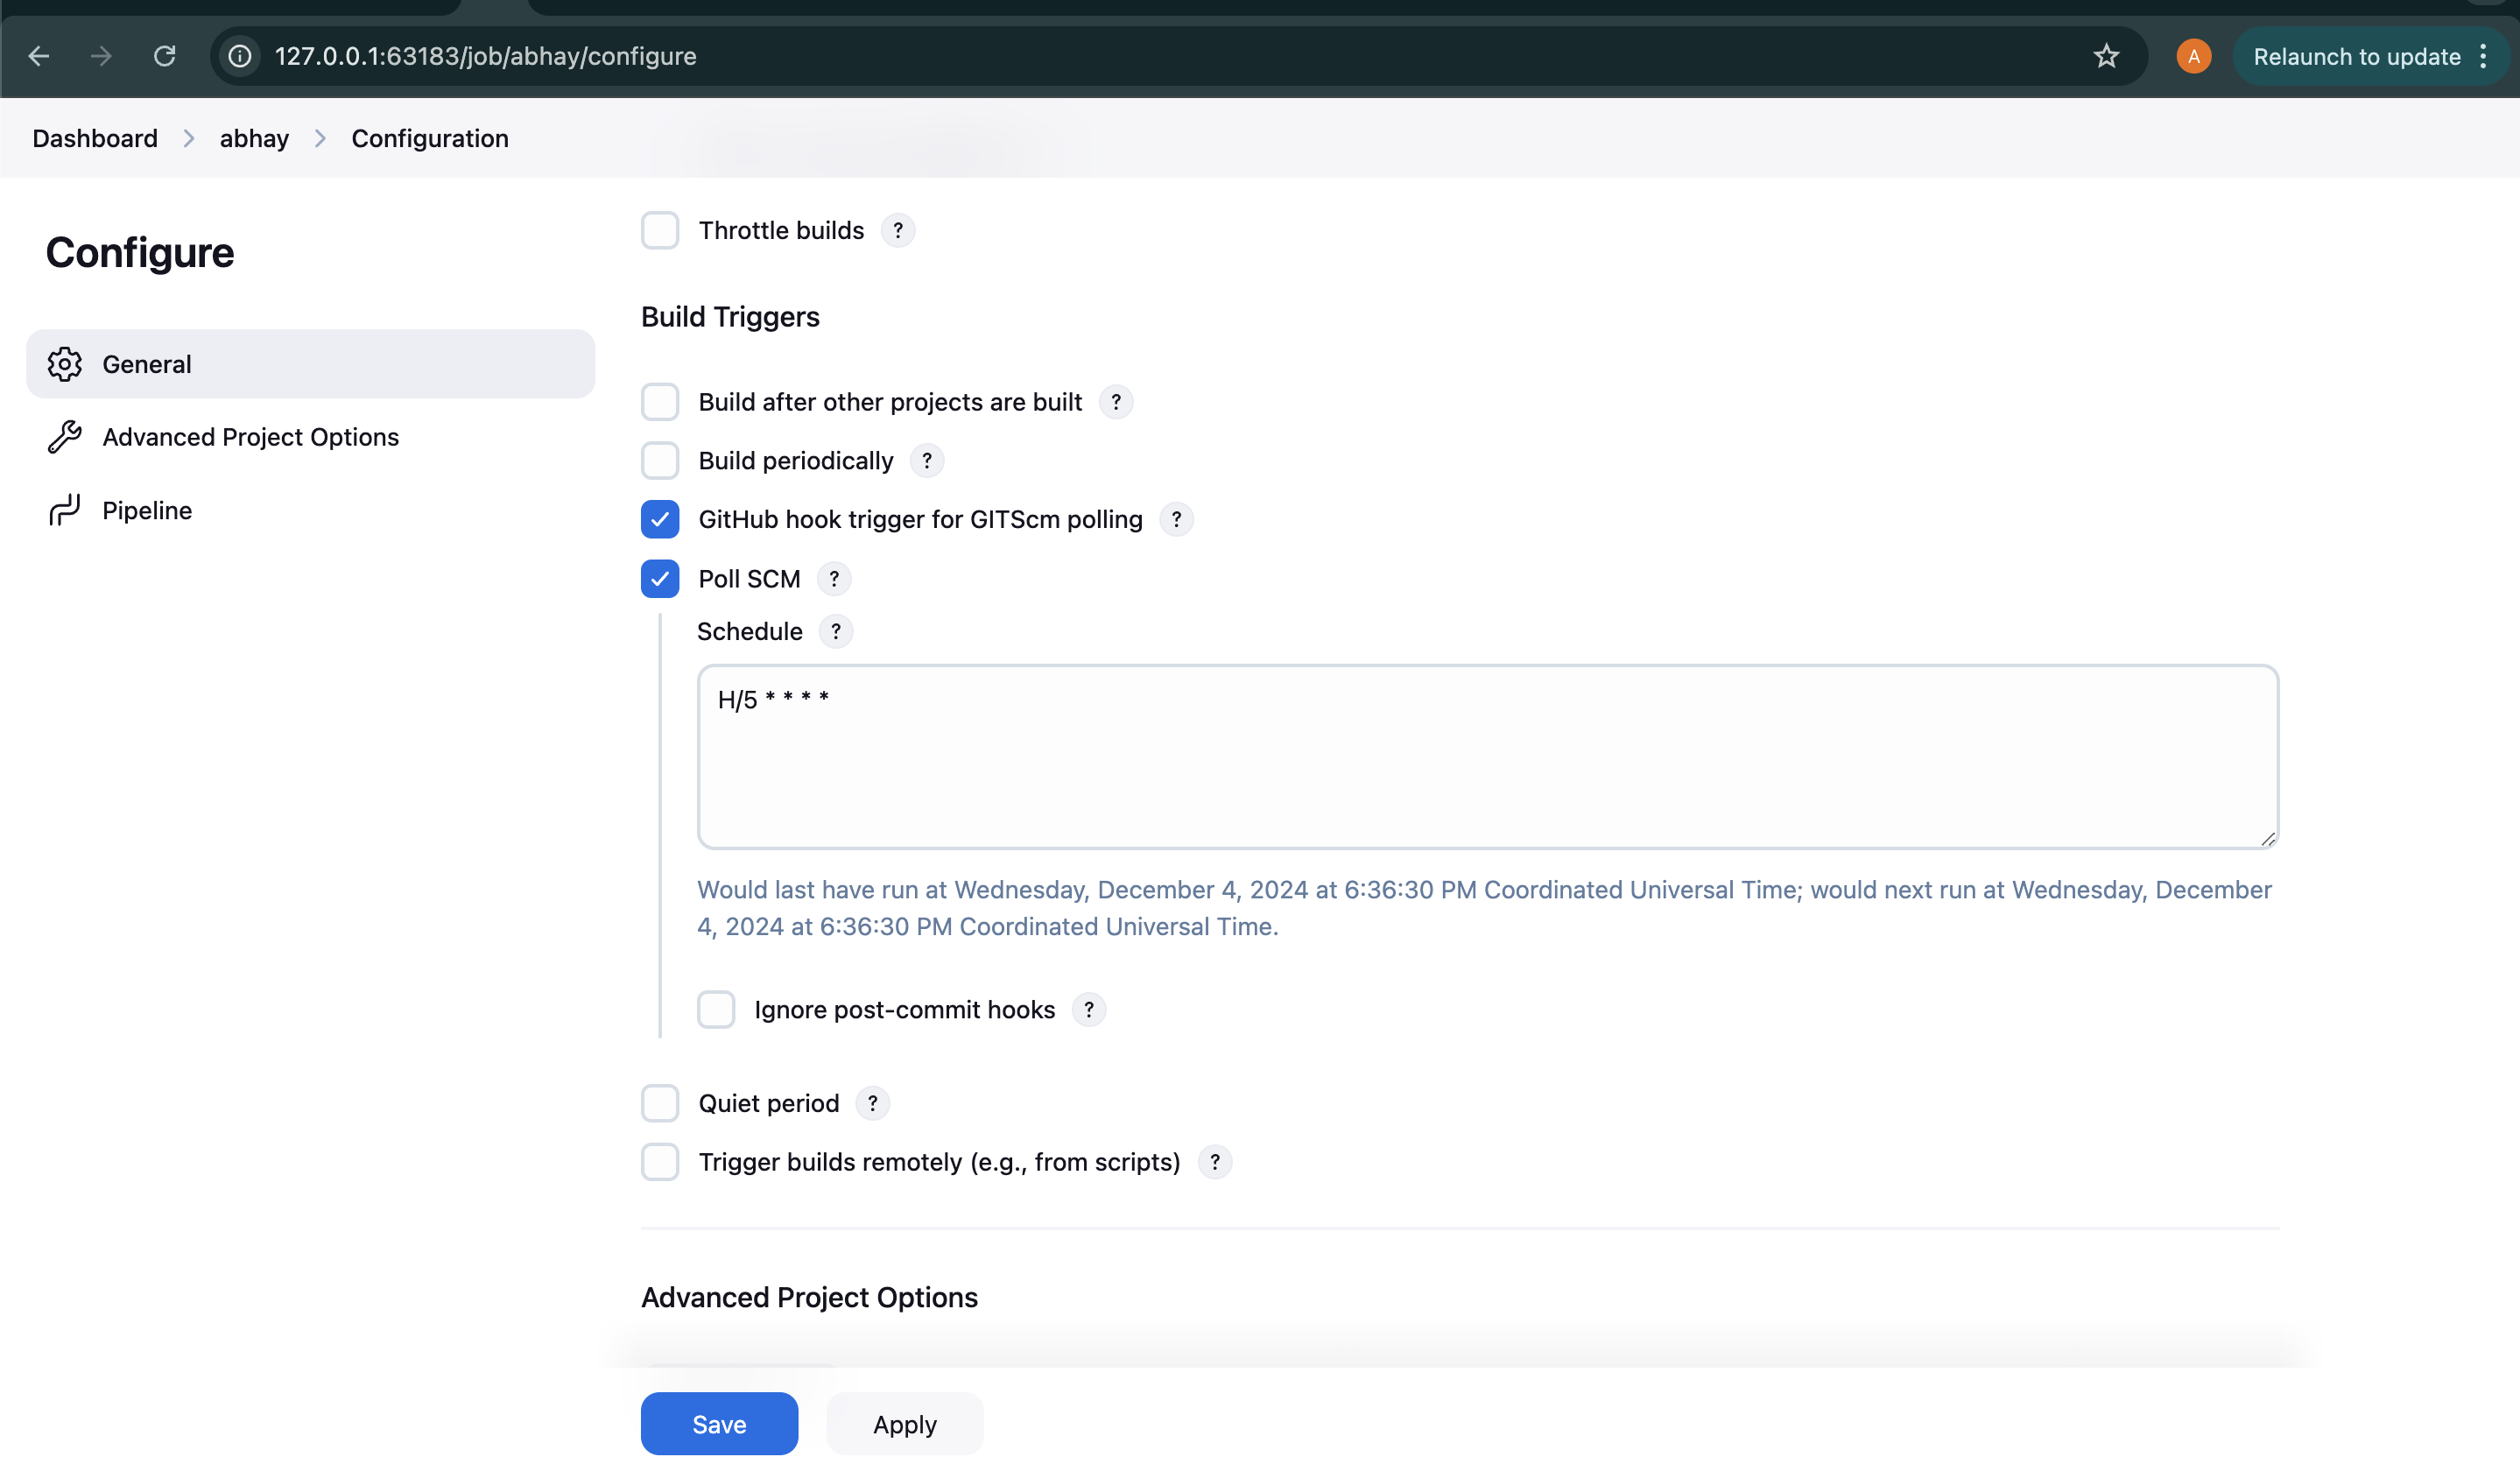 127.0.0.1:63183/job/abhay/configure
A
Relaunch to update
Dashboard
abhay
Configuration
Configure
General
Advanced Project Options
Pipeline
Throttle builds ?
Build Triggers
Build after other projects are built ?
Build periodically ?
GitHub hook trigger for GITScm polling ?
Poll SCM ?
Schedule ?
H/5 * * * *
Would last have run at Wednesday, December 4, 2024 at 6:36:30 PM Coordinated Universal Time; would next run at Wednesday, December
4, 2024 at 6:36:30 PM Coordinated Universal Time.
Ignore post-commit hooks ?
Quiet period ?
Trigger builds remotely (e.g., from scripts) ?
Advanced Project Options
Save
Apply